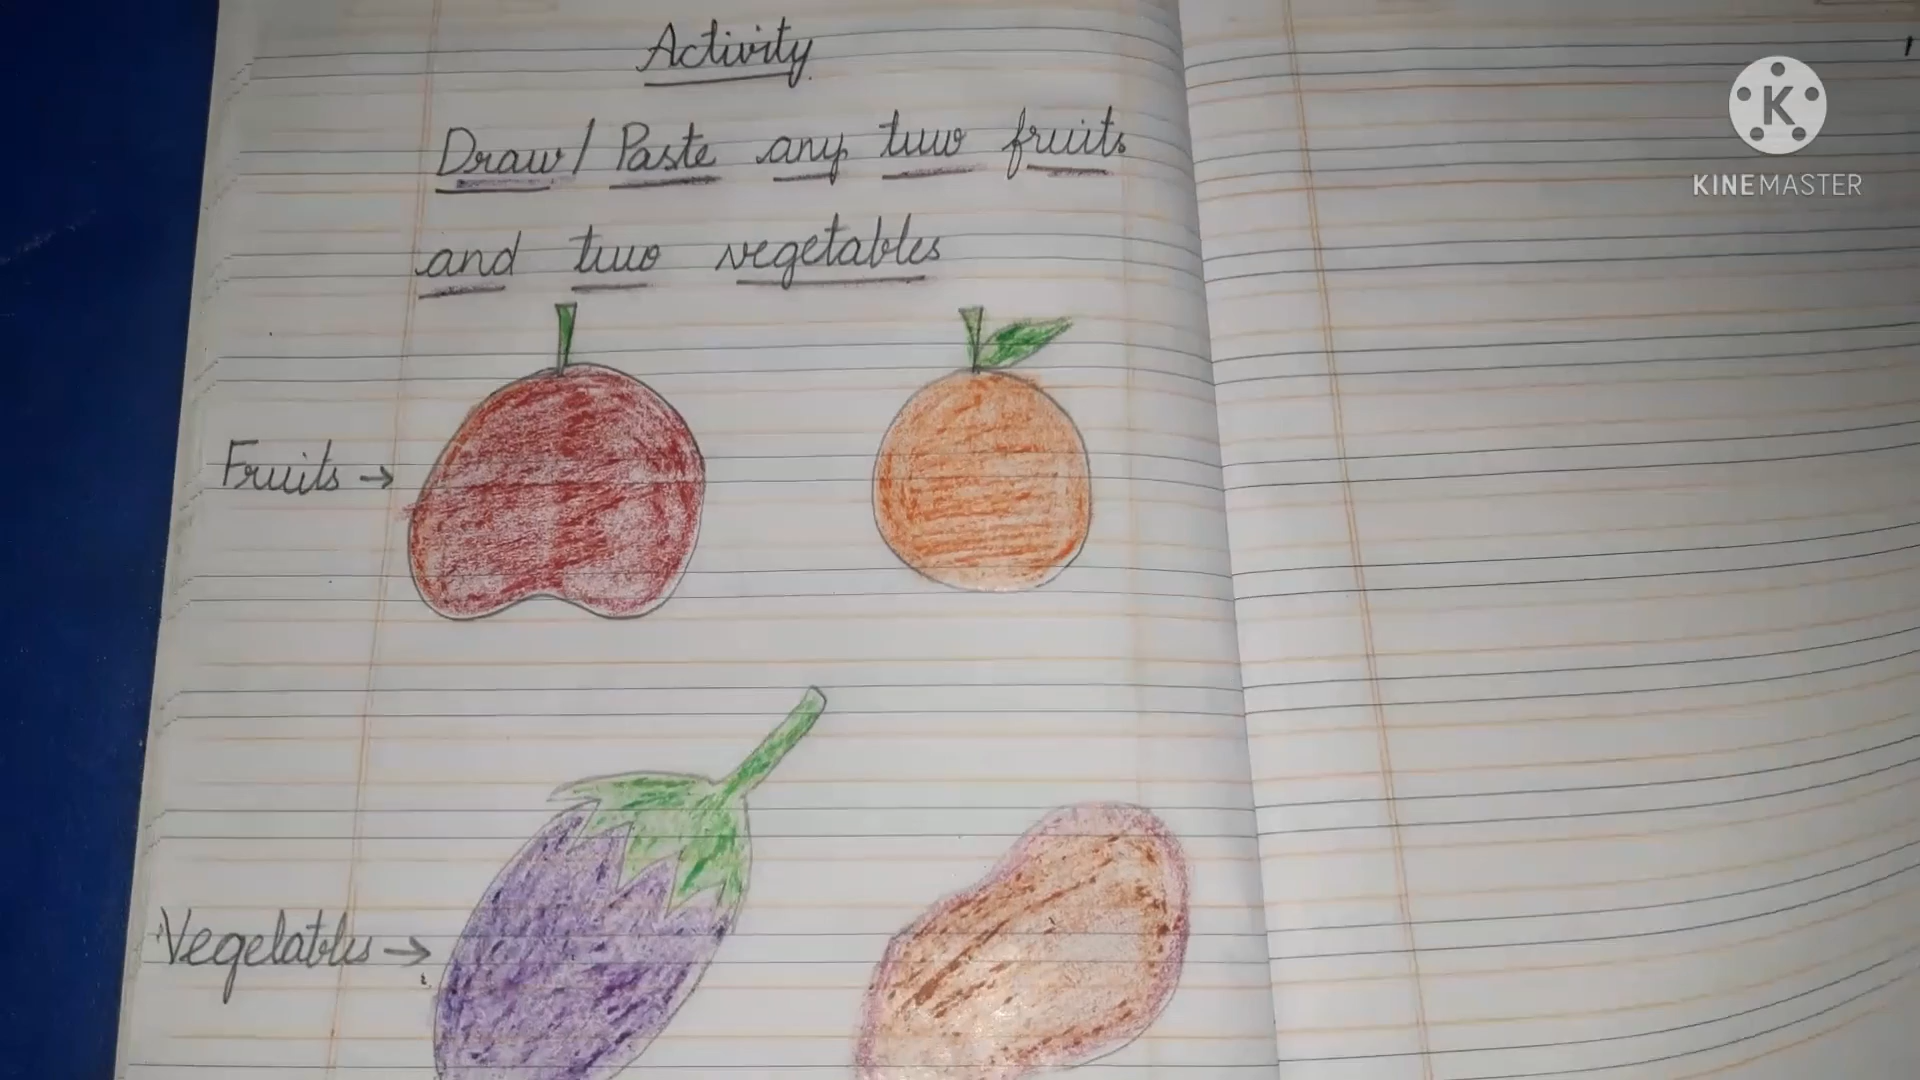 Activity
Draw/ Paste any two fruits
and two vegetables
Fruits →
Vegetables →
K
KINEMASTER